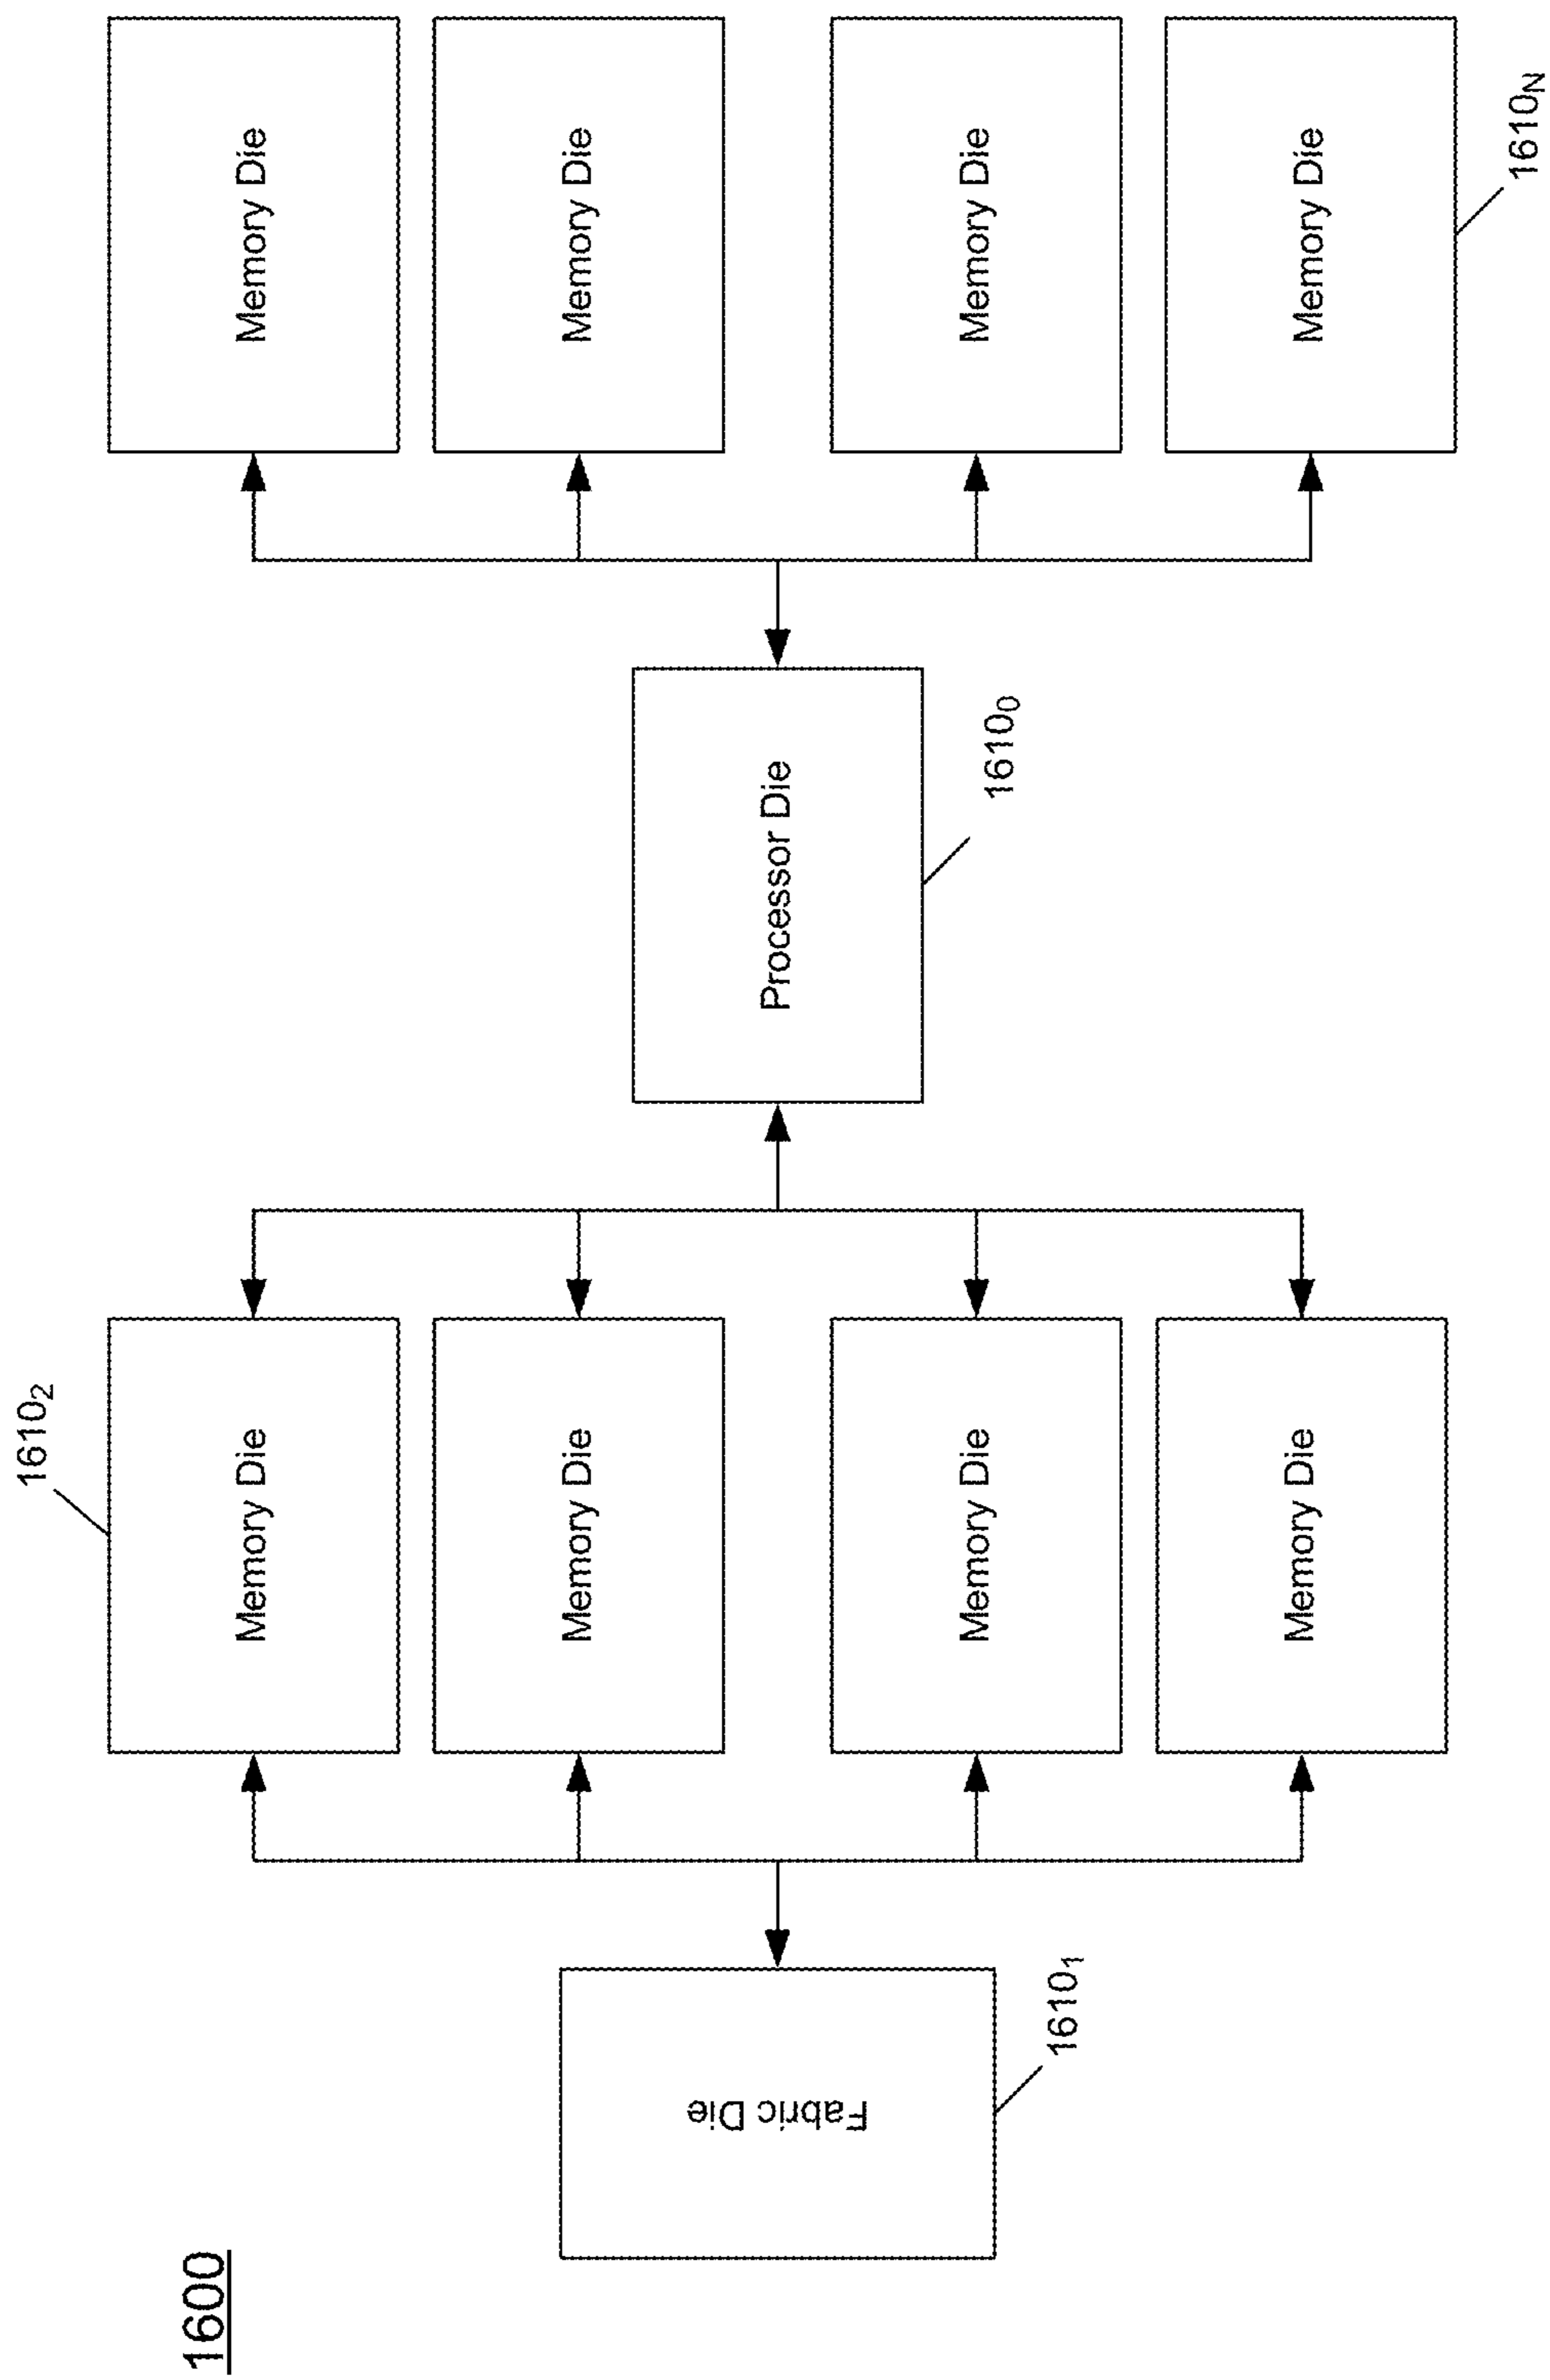 1600
Fabric Die
1610₁
1610₂
Memory Die
Memory Die
Memory Die
Memory Die
Processor Die
1610₀
Memory Die
Memory Die
Memory Die
Memory Die
1610N